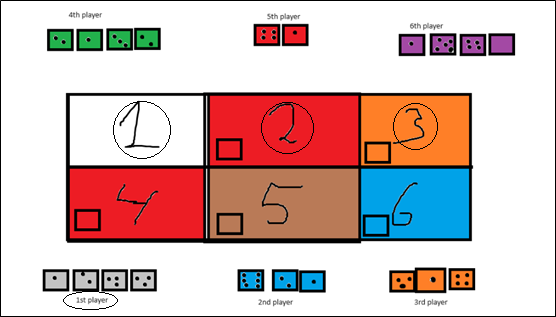 4th player
5th player
6th player
1 2 3
4 5 6
1st player
2nd player
3rd player